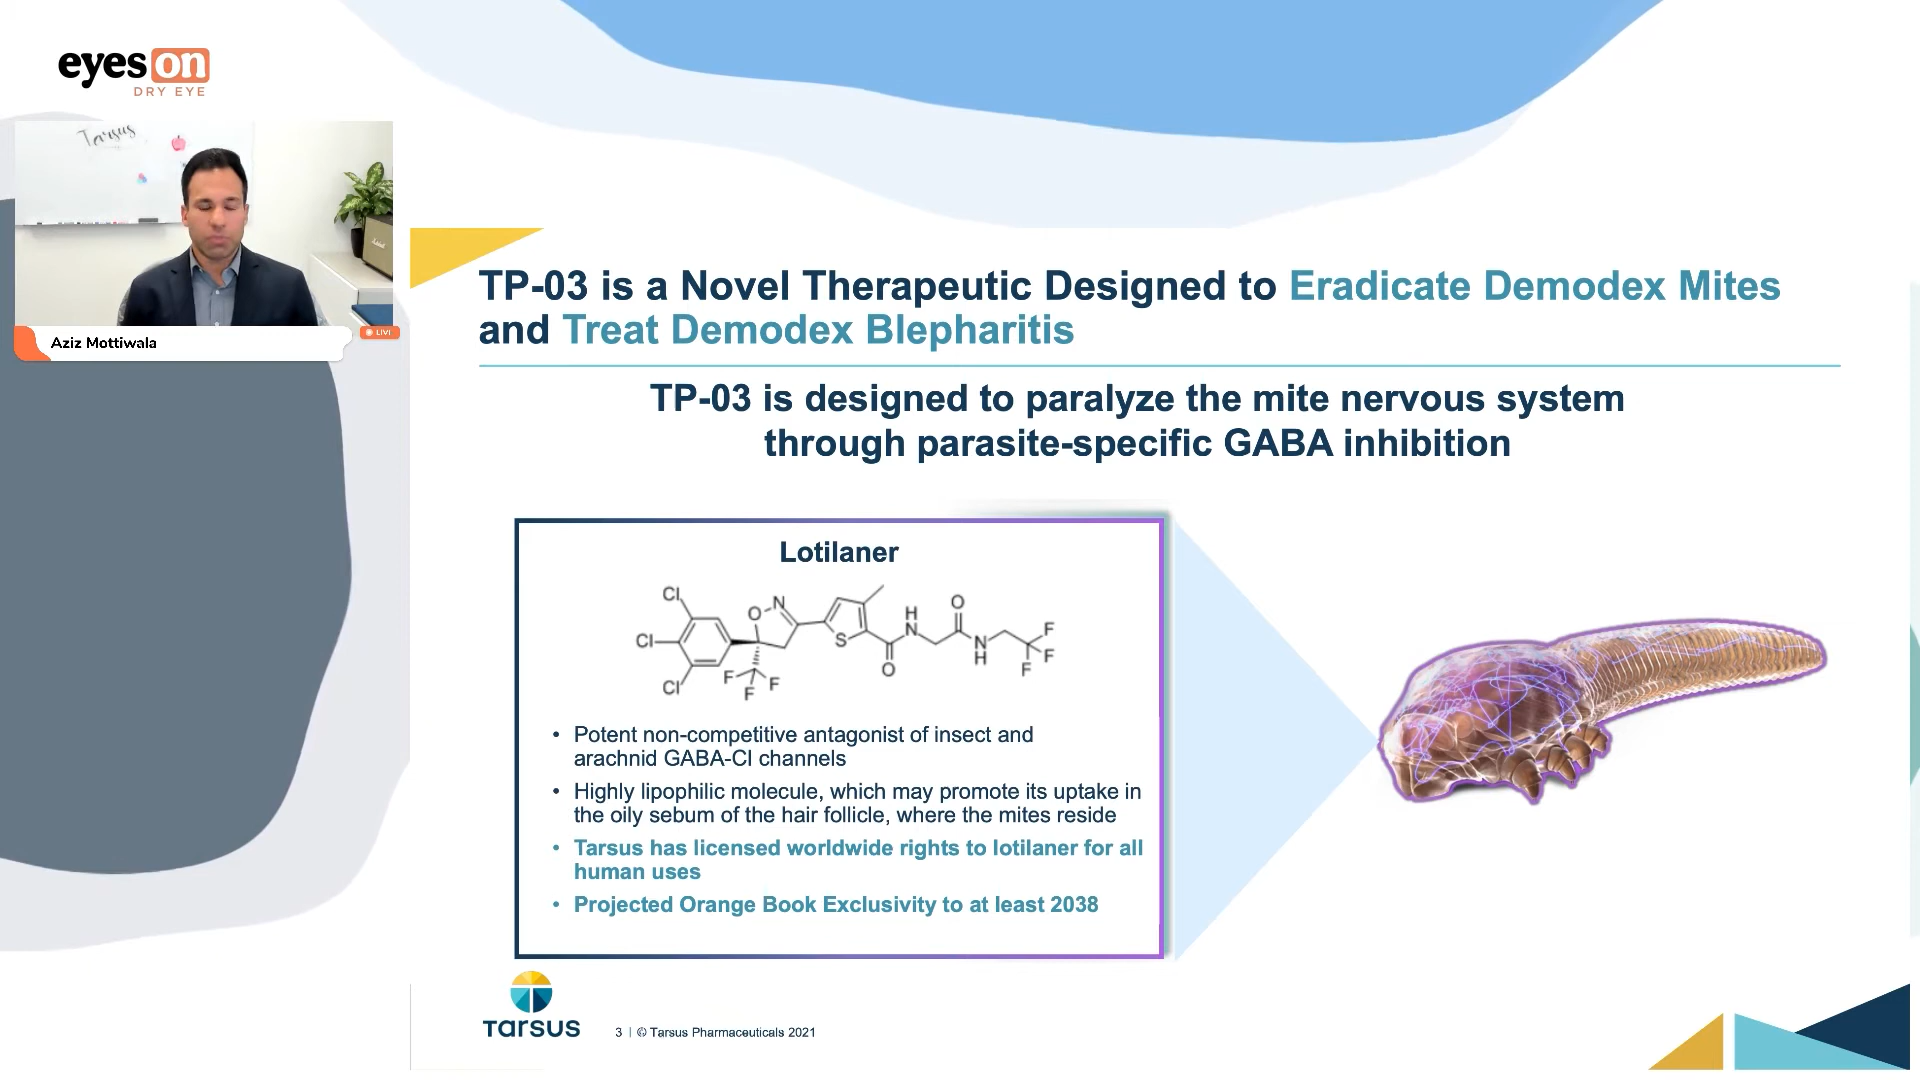 eyes on
DRY EYE
Tarsus
LIVE
Aziz Mottiwala
TP-03 is a Novel Therapeutic Designed to Eradicate Demodex Mites
and Treat Demodex Blepharitis
TP-03 is designed to paralyze the mite nervous system
through parasite-specific GABA inhibition
Lotilaner
Cl
Cl
Cl
O
N
F
F
F
S
O
H
N
O
N
H
F
F
F
• Potent non-competitive antagonist of insect and
arachnid GABA-Cl channels
• Highly lipophilic molecule, which may promote its uptake in
the oily sebum of the hair follicle, where the mites reside
• Tarsus has licensed worldwide rights to lotilaner for all
human uses
• Projected Orange Book Exclusivity to at least 2038
Tarsus
3 | © Tarsus Pharmaceuticals 2021